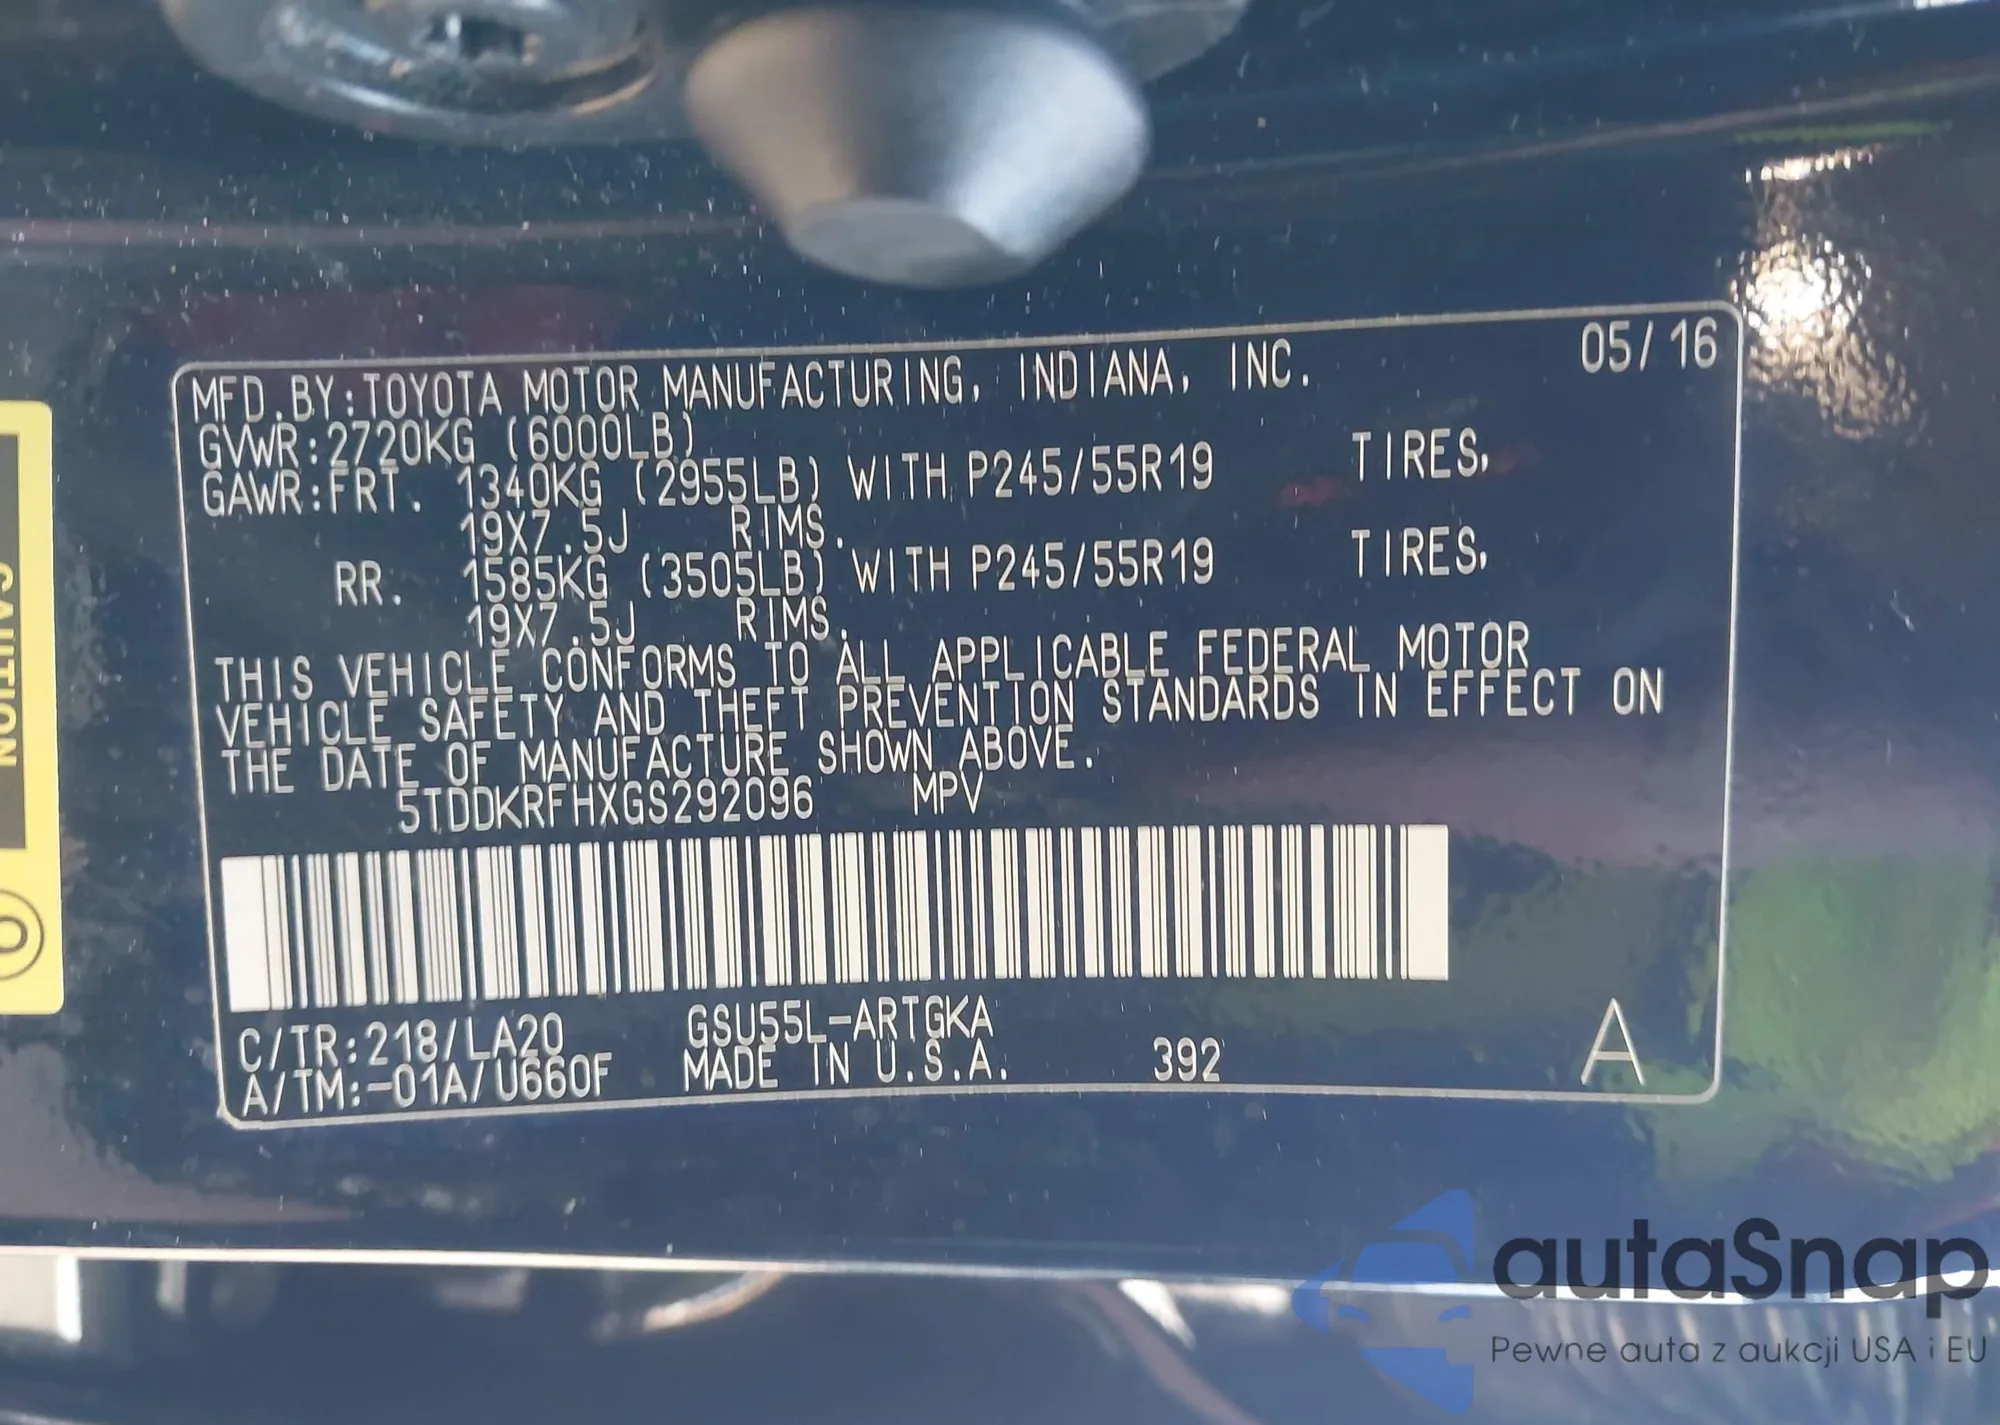 MFD.BY:TOYOTA MOTOR MANUFACTURING, INDIANA, INC. 05/16
GVWR:2720KG (6000LB)
GAWR:FRT. 1340KG (2955LB) WITH P245/55R19 TIRES,
19X7.5J RIMS.
RR. 1585KG (3505LB) WITH P245/55R19 TIRES,
19X7.5J RIMS.
THIS VEHICLE CONFORMS TO ALL APPLICABLE FEDERAL MOTOR
VEHICLE SAFETY AND THEFT PREVENTION STANDARDS IN EFFECT ON
THE DATE OF MANUFACTURE SHOWN ABOVE.
5TDDKRFHXGS292096 MPV
C/TR:218/LA20 GSU55L-ARTGKA
A/TM:-01A/U660F MADE IN U.S.A. 392 A
CAUTION
autaSnap
Pewne auta z aukcji USA i EU